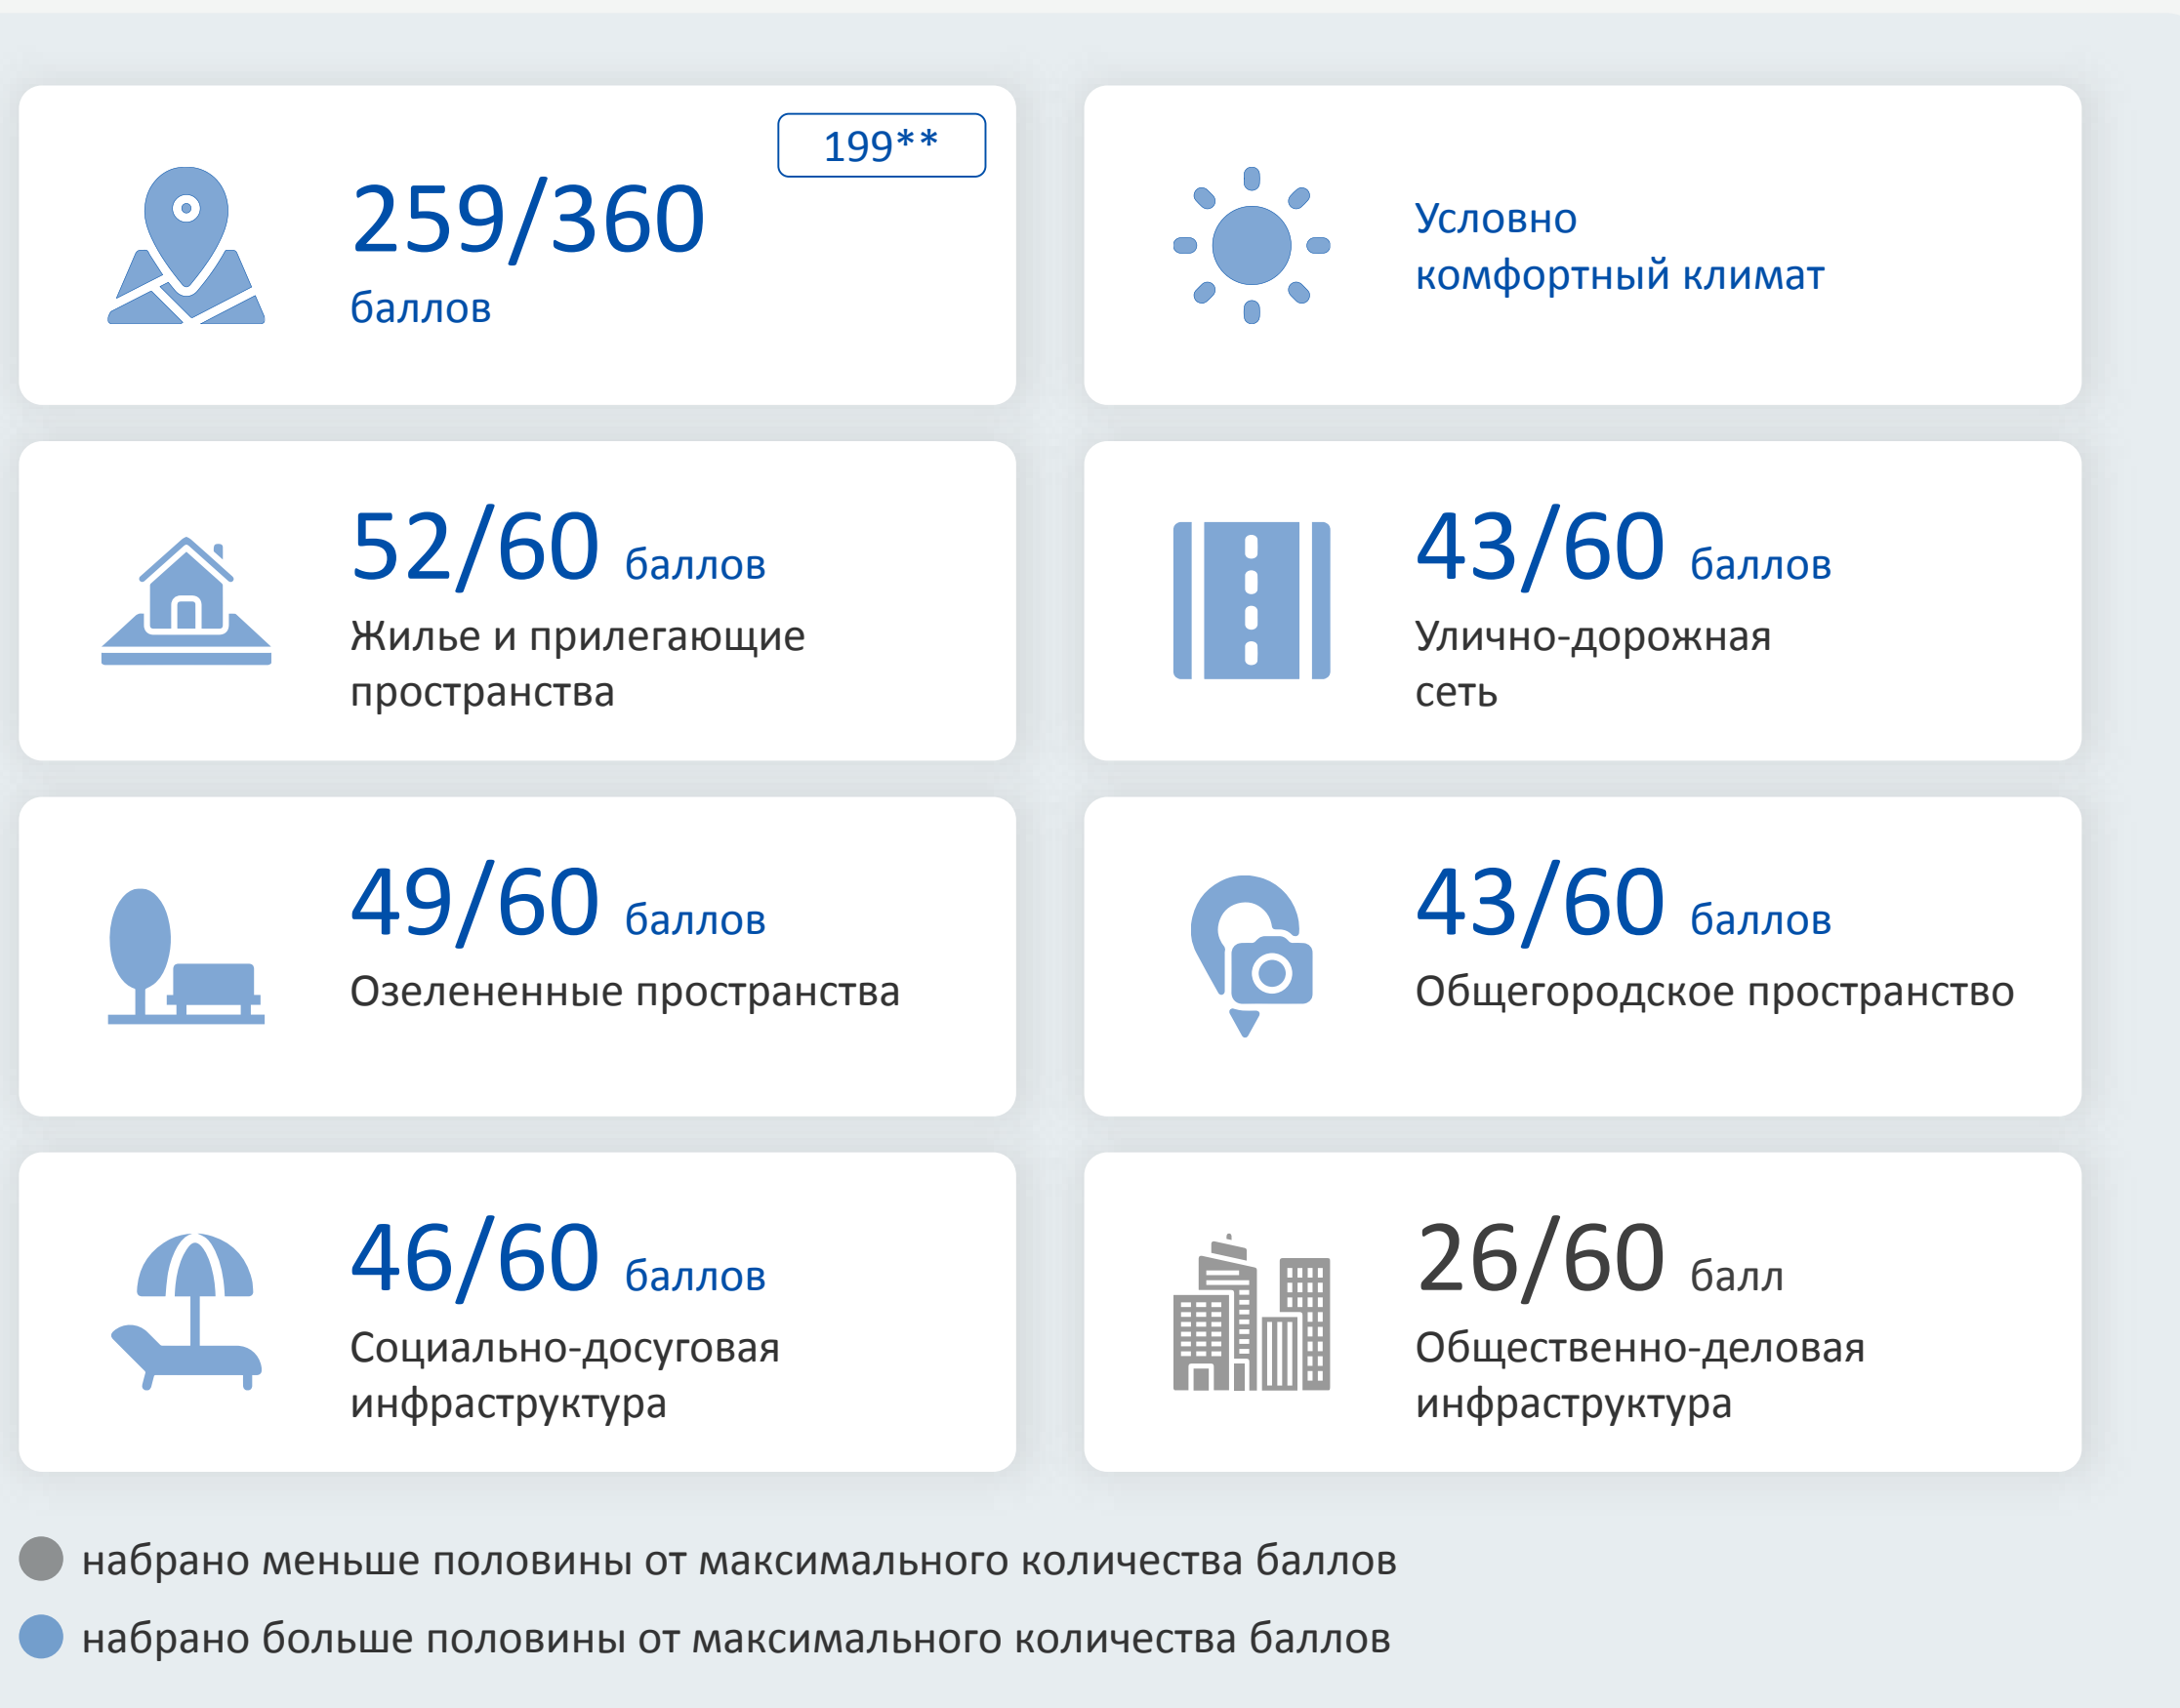 199**
259/360
баллов
Условно
комфортный климат
52/60 баллов
Жилье и прилегающие
пространства
43/60 баллов
Улично-дорожная
сеть
49/60 баллов
Озелененные пространства
43/60 баллов
Общегородское пространство
46/60 баллов
Социально-досуговая
инфраструктура
26/60 балл
Общественно-деловая
инфраструктура
набрано меньше половины от максимального количества баллов
набрано больше половины от максимального количества баллов